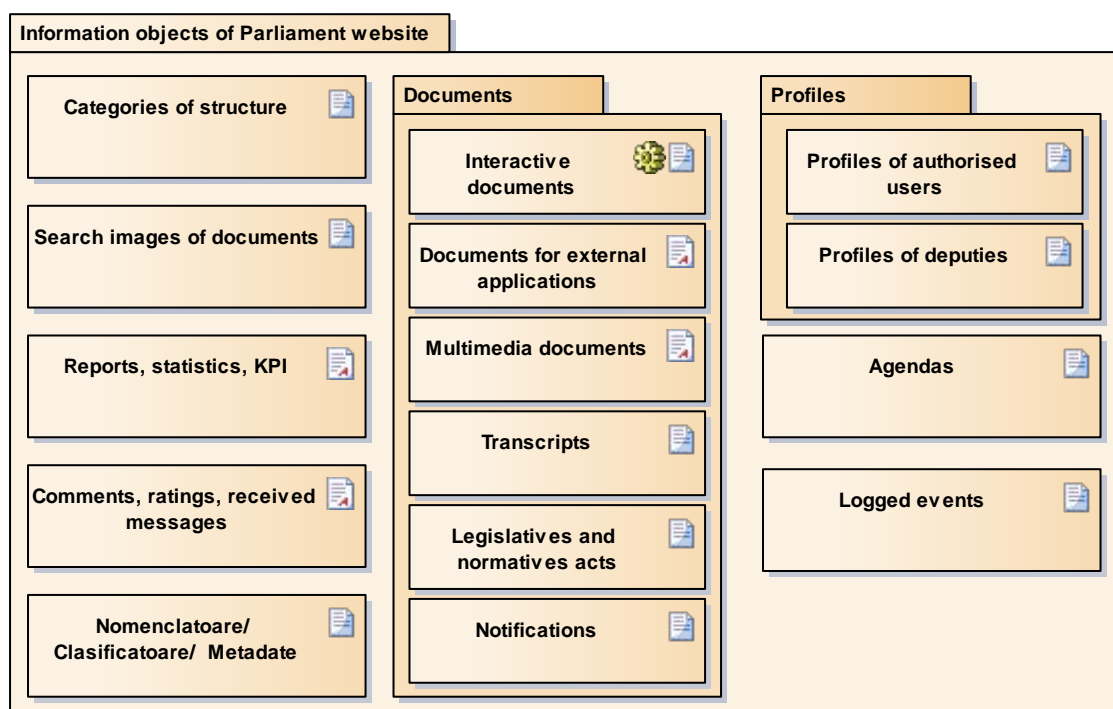 Information objects of Parliament website
Categories of structure
Search images of documents
Reports, statistics, KPI
Comments, ratings, received
messages
Nomenclatoare/
Clasificatoare/ Metadate
Documents
Interactive
documents
Documents for external
applications
Multimedia documents
Transcripts
Legislatives and
normatives acts
Notifications
Profiles
Profiles of authorised
users
Profiles of deputies
Agendas
Logged events